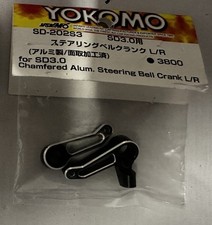 YOKOMO
YOKOMO
SD-202S3 SD3.0用
ステアリングベルクランク L/R
(アルミ製/面取加工済) ●3800
for SD3.0
Chamfered Alum. Steering Bell Crank L/R